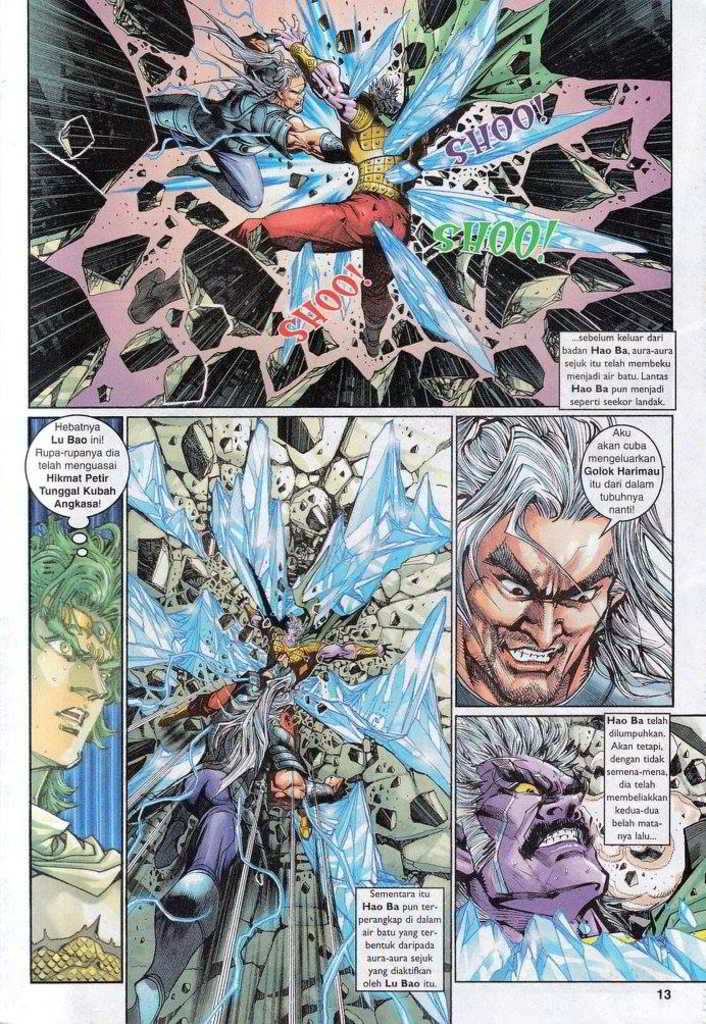 SHOO!
SHOO!
SHOO!
...sebelum keluar dari
badan Hao Ba, aura-aura
sejuk itu telah membeku
menjadi air batu. Lantas
Hao Ba pun menjadi
seperti seekor landak.
Hebatnya
Lu Bao ini!
Rupa-rupanya dia
telah menguasai
Hikmat Petir
Tunggal Kubah
Angkasa!
Aku
akan cuba
mengeluarkan
Golok Harimau
itu dari dalam
tubuhnya
nanti!
Sementara itu
Hao Ba pun ter-
perangkap di dalam
air batu yang ter-
bentuk daripada
aura-aura sejuk
yang diaktifkan
oleh Lu Bao itu.
Hao Ba telah
dilumpuhkan.
Akan tetapi,
dengan tidak
semena-mena,
dia telah
membeliakkan
kedua-dua
belah mata-
nya lalu...
13